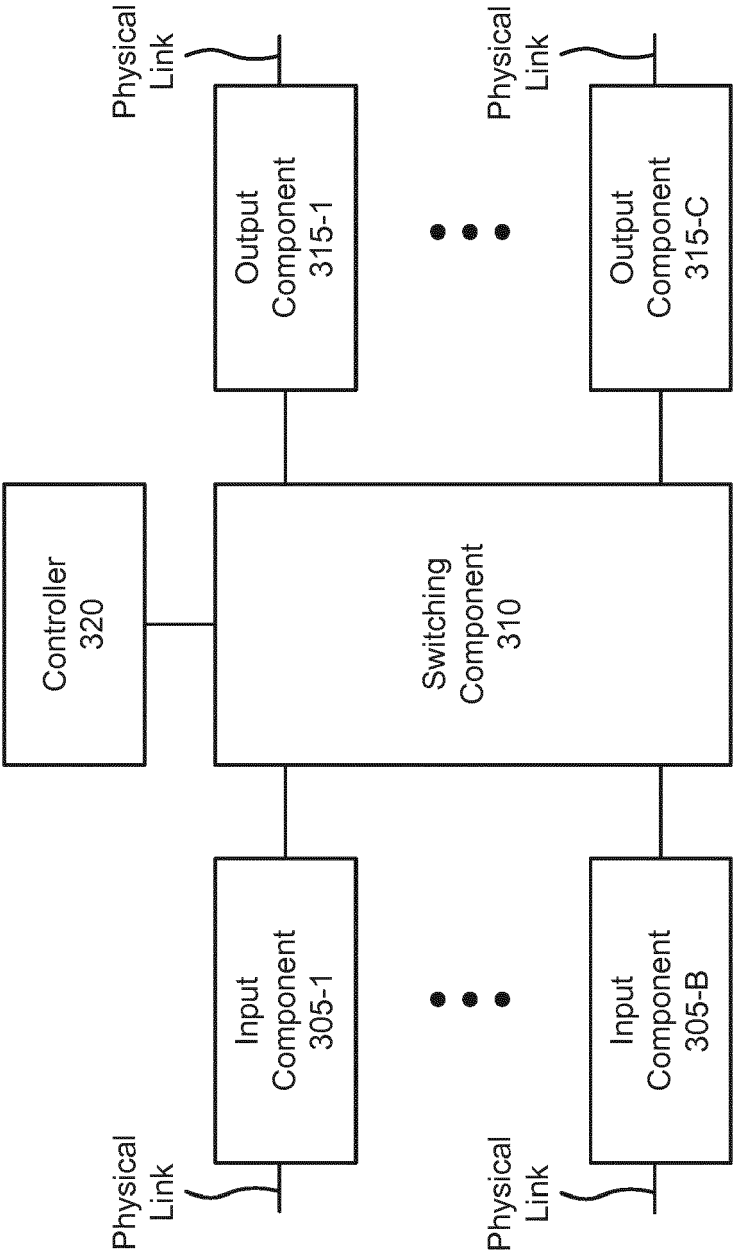 Controller
320
Physical
Link
Input
Component
305-1
Switching
Component
310
Output
Component
315-1
Physical
Link
Physical
Link
Input
Component
305-B
Output
Component
315-C
Physical
Link